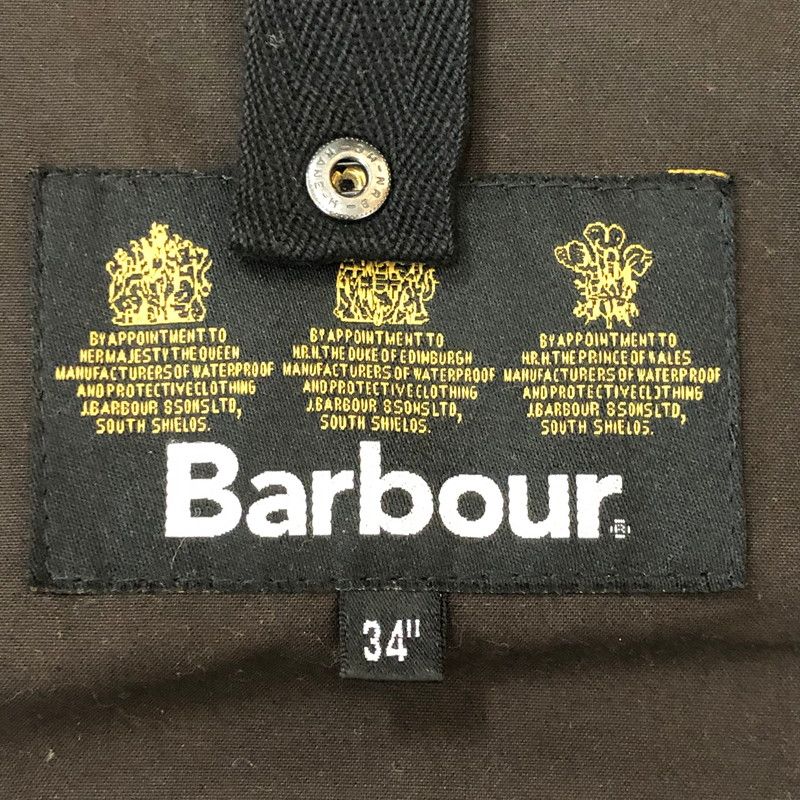 BY APPOINTMENT TO
HER MAJESTY THE QUEEN
MANUFACTURERS OF WATERPROOF
AND PROTECTIVE CLOTHING
J.BARBOUR & SONS LTD,
SOUTH SHIELDS.
BY APPOINTMENT TO
H.R.H. THE DUKE OF EDINBURGH
MANUFACTURERS OF WATERPROOF
AND PROTECTIVE CLOTHING
J.BARBOUR & SONS LTD,
SOUTH SHIELDS.
BY APPOINTMENT TO
H.R.H. THE PRINCE OF WALES
MANUFACTURERS OF WATERPROOF
AND PROTECTIVE CLOTHING
J.BARBOUR & SONS LTD,
SOUTH SHIELDS.
Barbour®
34"